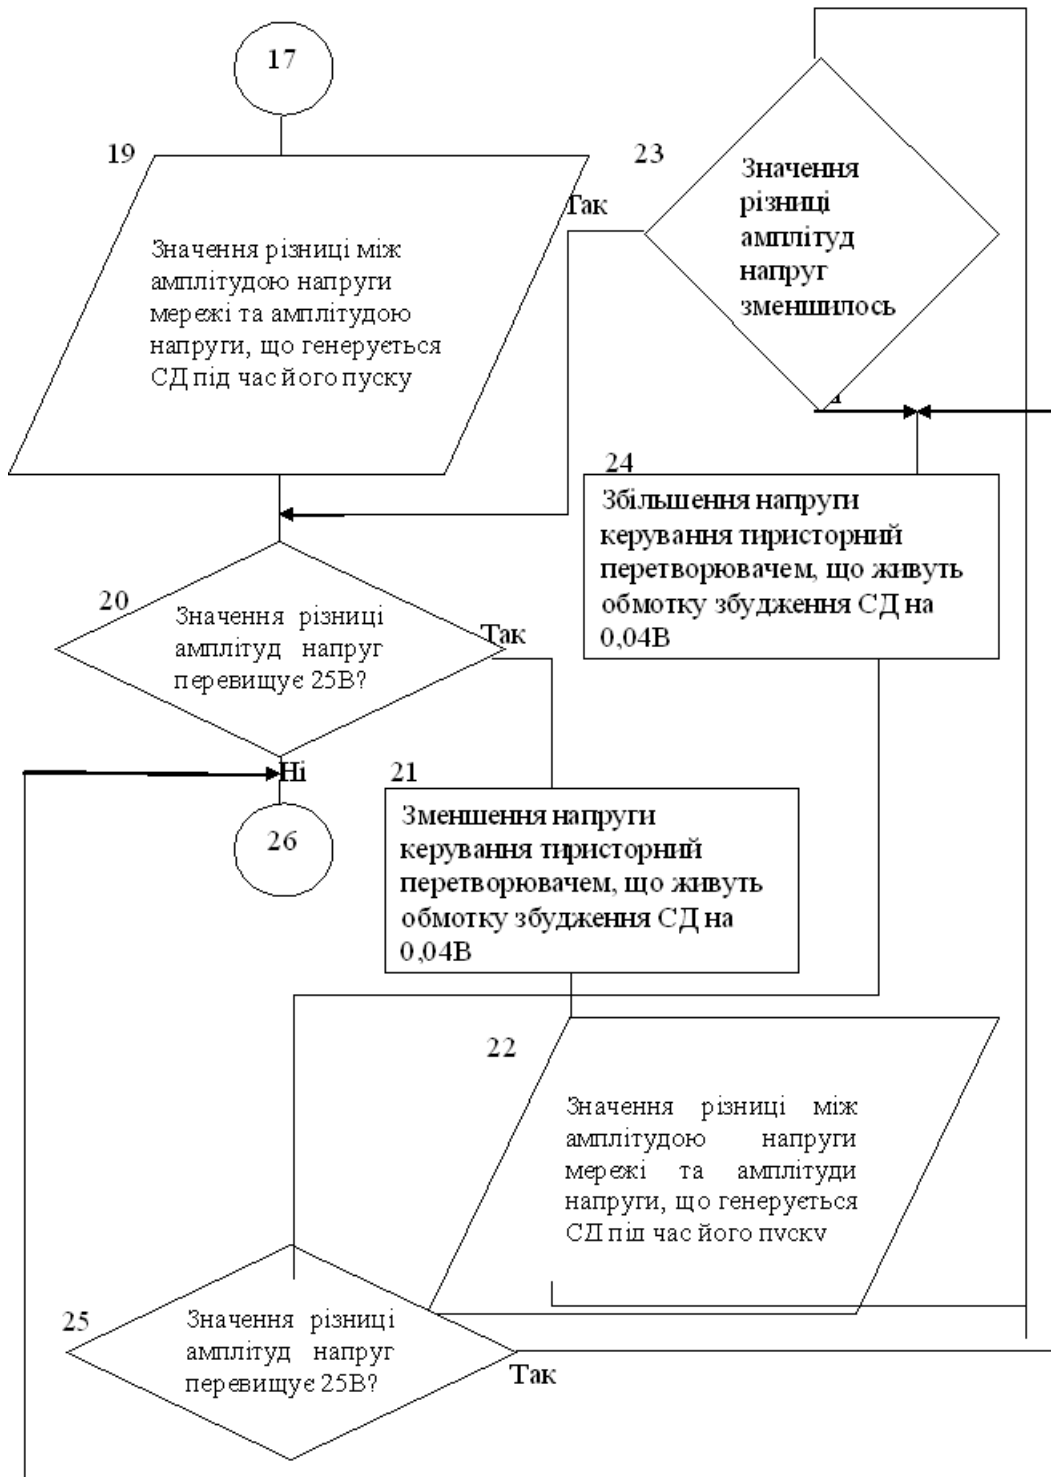 17
19
Значення різниці між
амплітудою напруги
мережі та амплітудою
напруги, що генерується
СД під час його пуску
23
Так
Значення
різниці
амплітуд
напруг
зменшилось
24
Збільшення напруги
керування тиристорний
перетворювачем, що живуть
обмотку збудження СД на
0,04В
20
Значення різниці
амплітуд напруг
перевищує 25В?
Так
Ні
26
21
Зменшення напруги
керування тиристорний
перетворювачем, що живуть
обмотку збудження СД на
0,04В
22
Значення різниці між
амплітудою напруги
мережі та амплітуди
напруги, що генерується
СД під час його пуску
25
Значення різниці
амплітуд напруг
перевищує 25В?
Так